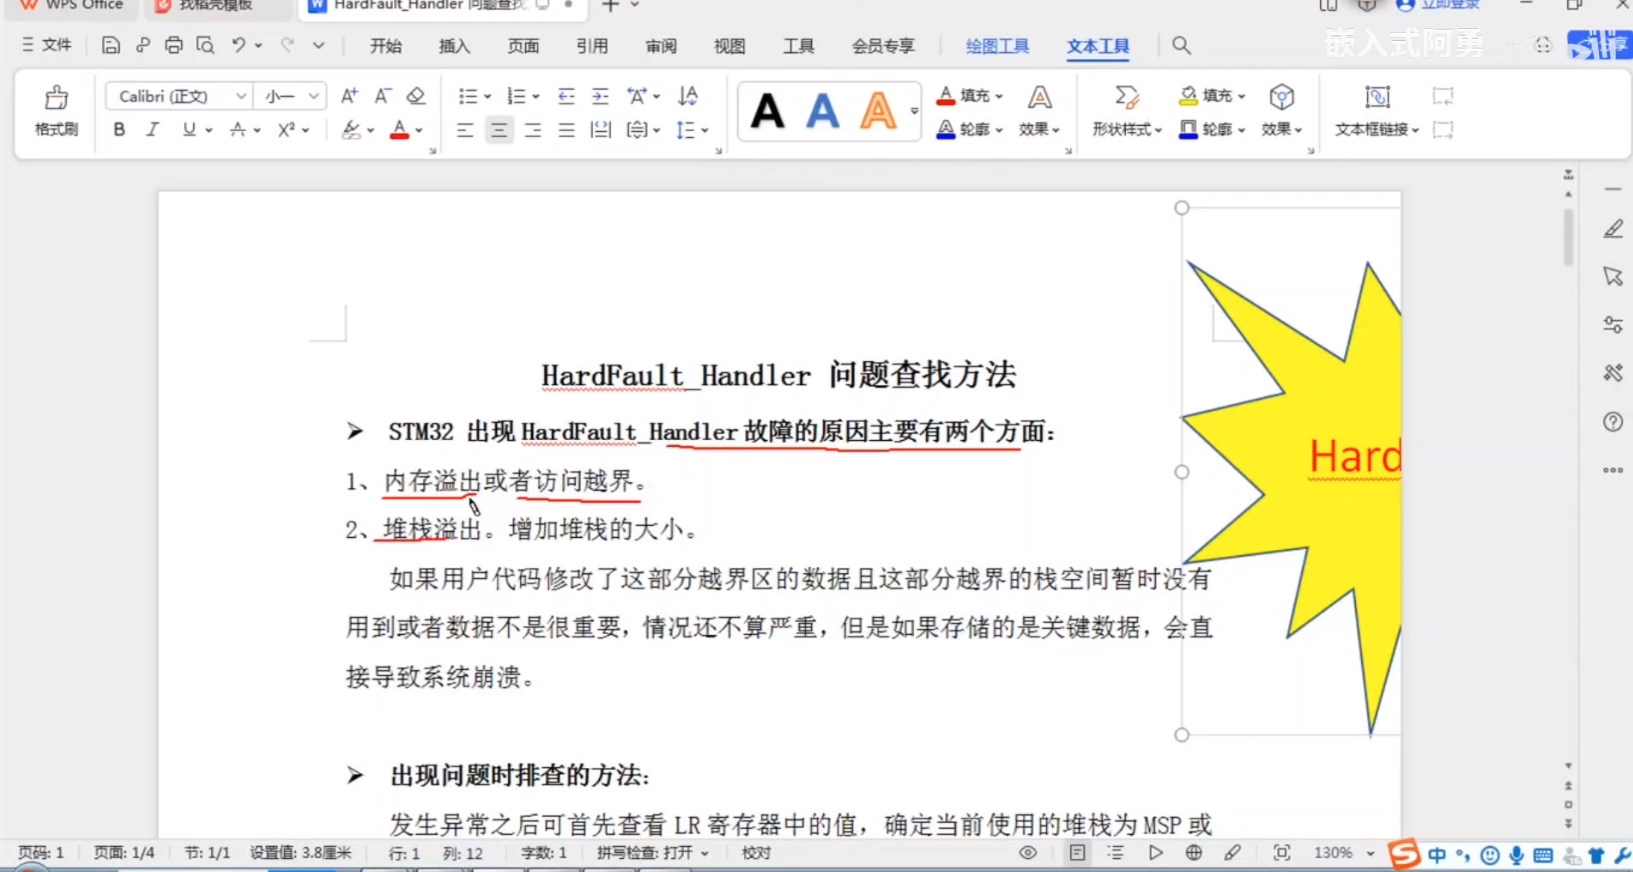 WPS Office 找稻壳模板 HardFault_Handler 问题查找 立即登录
文件 开始 插入 页面 引用 审阅 视图 工具 会员专享 绘图工具 文本工具 嵌入式阿勇
Calibri (正文) 小一 A+ A- 填充 填充
格式刷 B I U A X² A 轮廓 效果 形状样式 轮廓 效果 文本框链接
A A A
HardFault_Handler 问题查找方法
STM32 出现 HardFault_Handler 故障的原因主要有两个方面：
Hard
1、内存溢出或者访问越界。
2、堆栈溢出。增加堆栈的大小。
如果用户代码修改了这部分越界区的数据且这部分越界的栈空间暂时没有
用到或者数据不是很重要，情况还不算严重，但是如果存储的是关键数据，会直
接导致系统崩溃。
出现问题时排查的方法：
发生异常之后可首先查看 LR 寄存器中的值，确定当前使用的堆栈为 MSP 或
页码: 1 页面: 1/4 节: 1/1 设置值: 3.8厘米 行: 1 列: 12 字数: 1 拼写检查: 打开 校对 130% 中